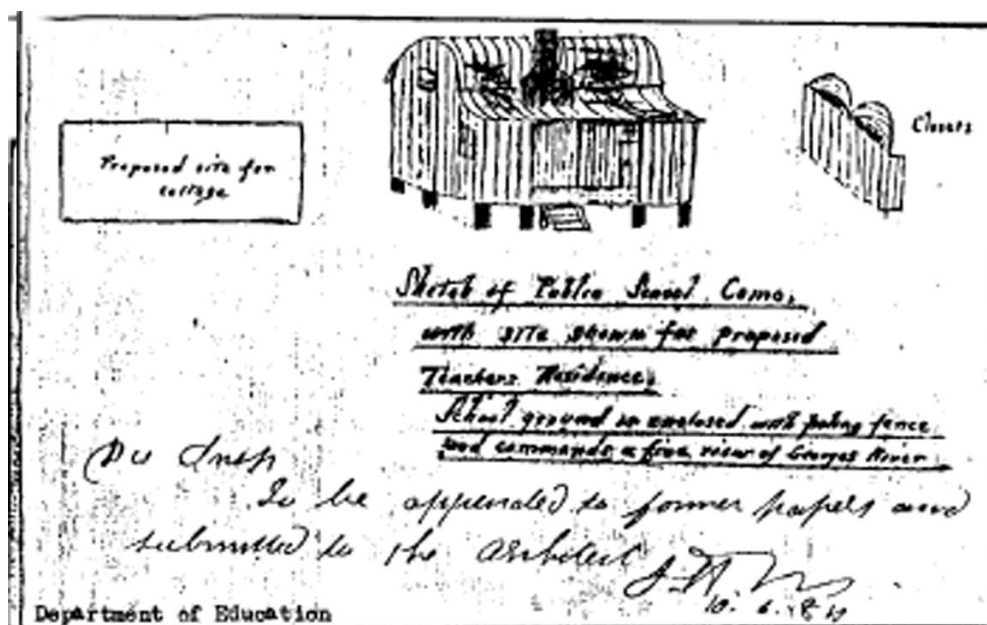 Proposed site for
cottage
Closets
Sketch of Public School Como,
with site shown for proposed
Teachers Residence.
School ground is enclosed with paling fence
and commands a fine view of Georges River
To be appended to former papers and
submitted to the architect
Department of Education